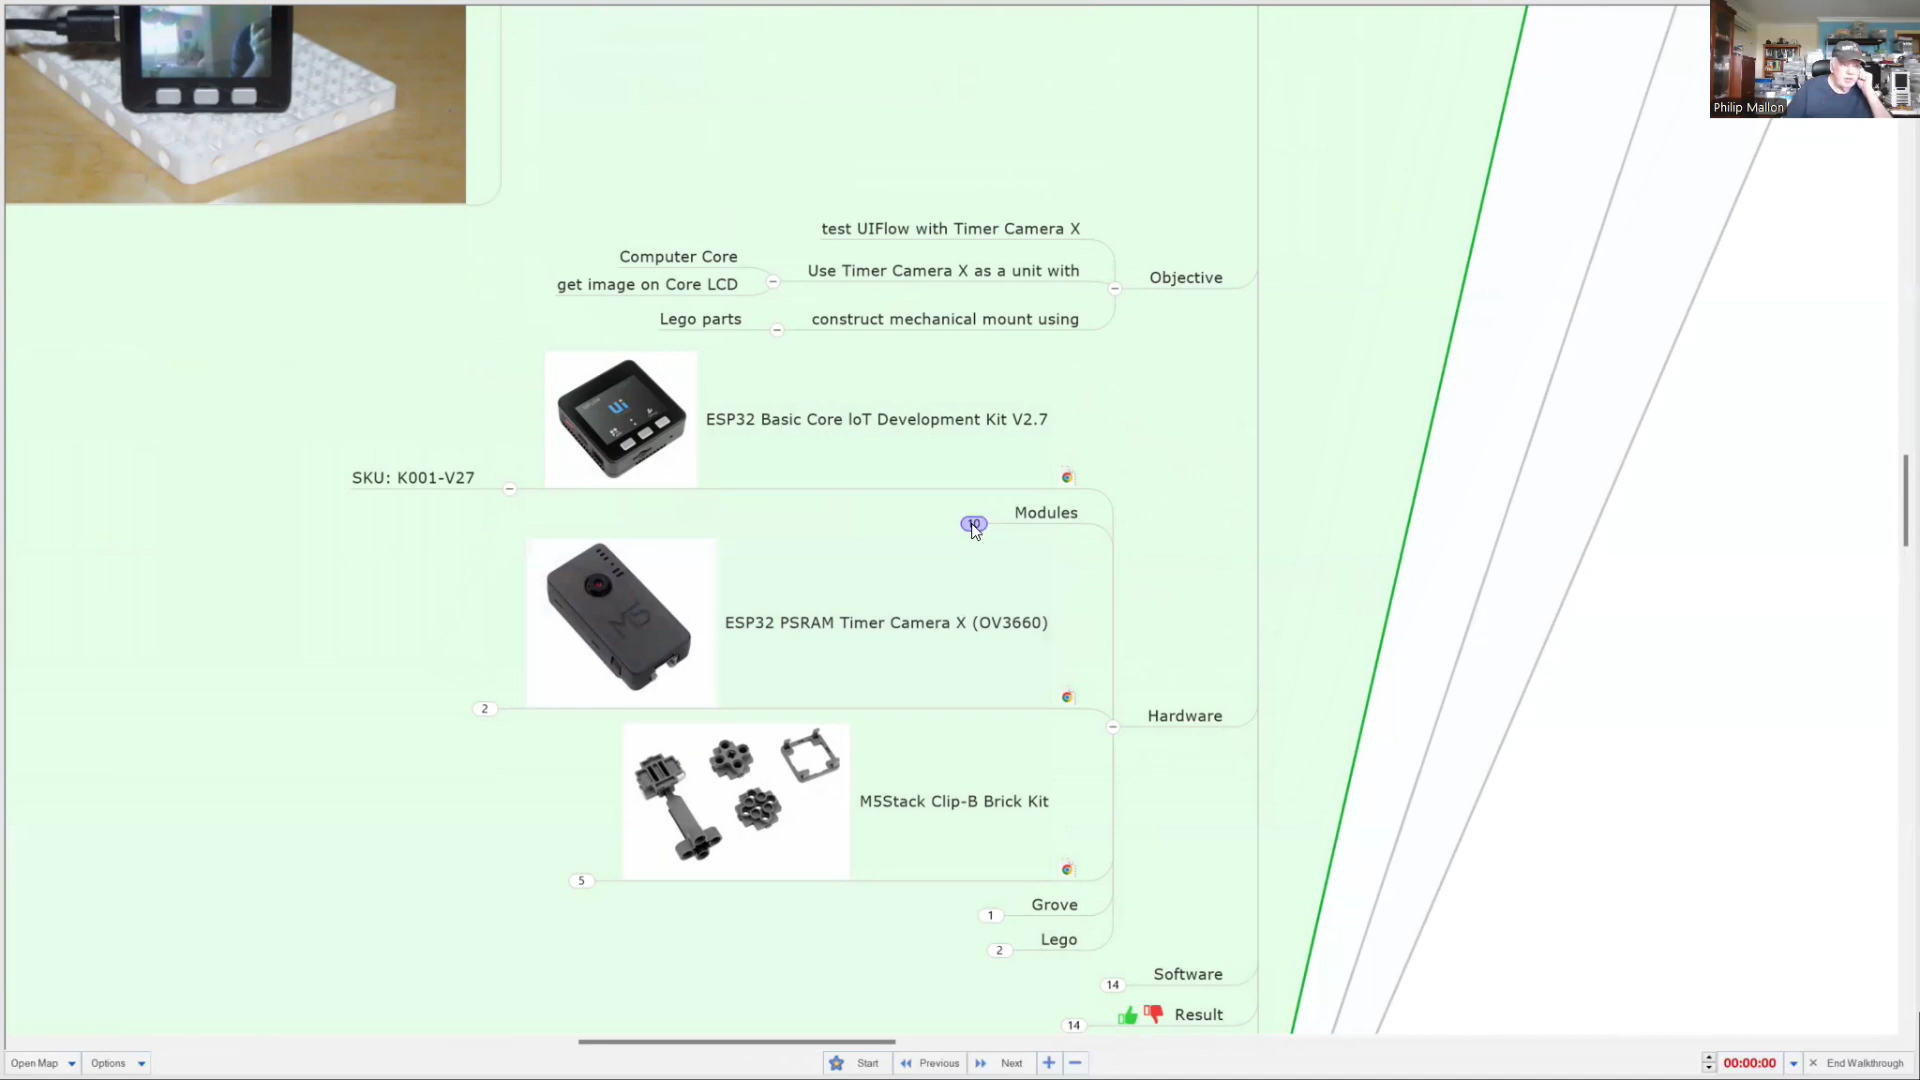 Philip Mallon
test UIFlow with Timer Camera X
Computer Core
Use Timer Camera X as a unit with
Objective
get image on Core LCD
Lego parts
construct mechanical mount using
Ui
ESP32 Basic Core IoT Development Kit V2.7
SKU: K001-V27
Modules
10
M5
ESP32 PSRAM Timer Camera X (OV3660)
2
Hardware
M5Stack Clip-B Brick Kit
5
Grove
1
Lego
2
Software
14
Result
14
Open Map
Options
Start
Previous
Next
00:00:00
End Walkthrough